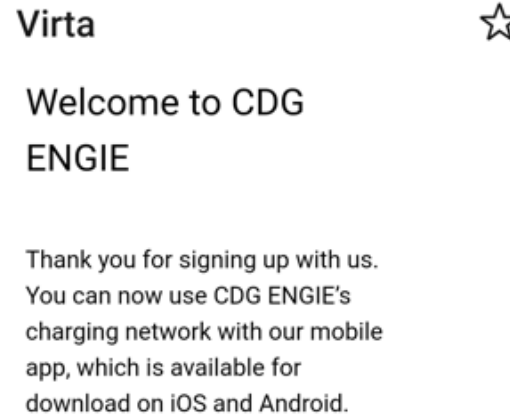 Virta
Welcome to CDG
ENGIE
Thank you for signing up with us.
You can now use CDG ENGIE's
charging network with our mobile
app, which is available for
download on iOS and Android.